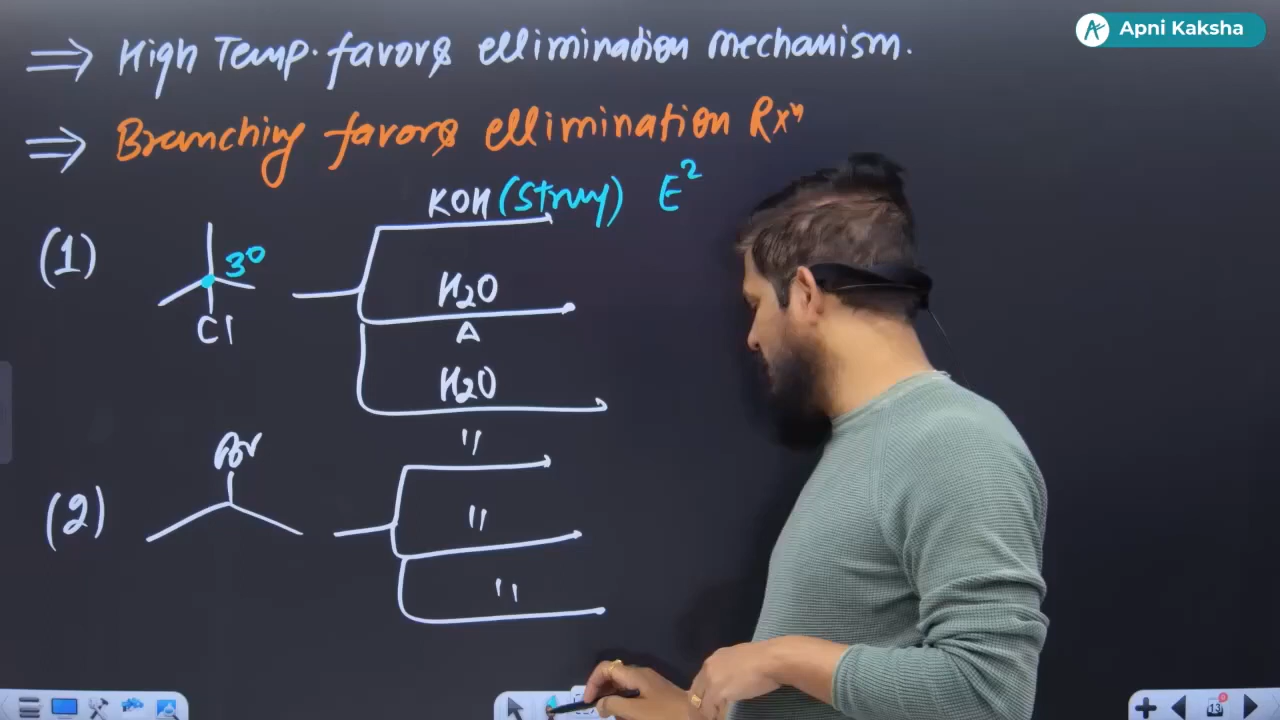 Apni Kaksha
⇒ High Temp. favors ellimination mechanism.
⇒ Branching favors ellimination Rxⁿ
KOH (Strong) E²
(1) 3° Cl
H₂O
Δ
H₂O
"
(2) Br
"
"
13